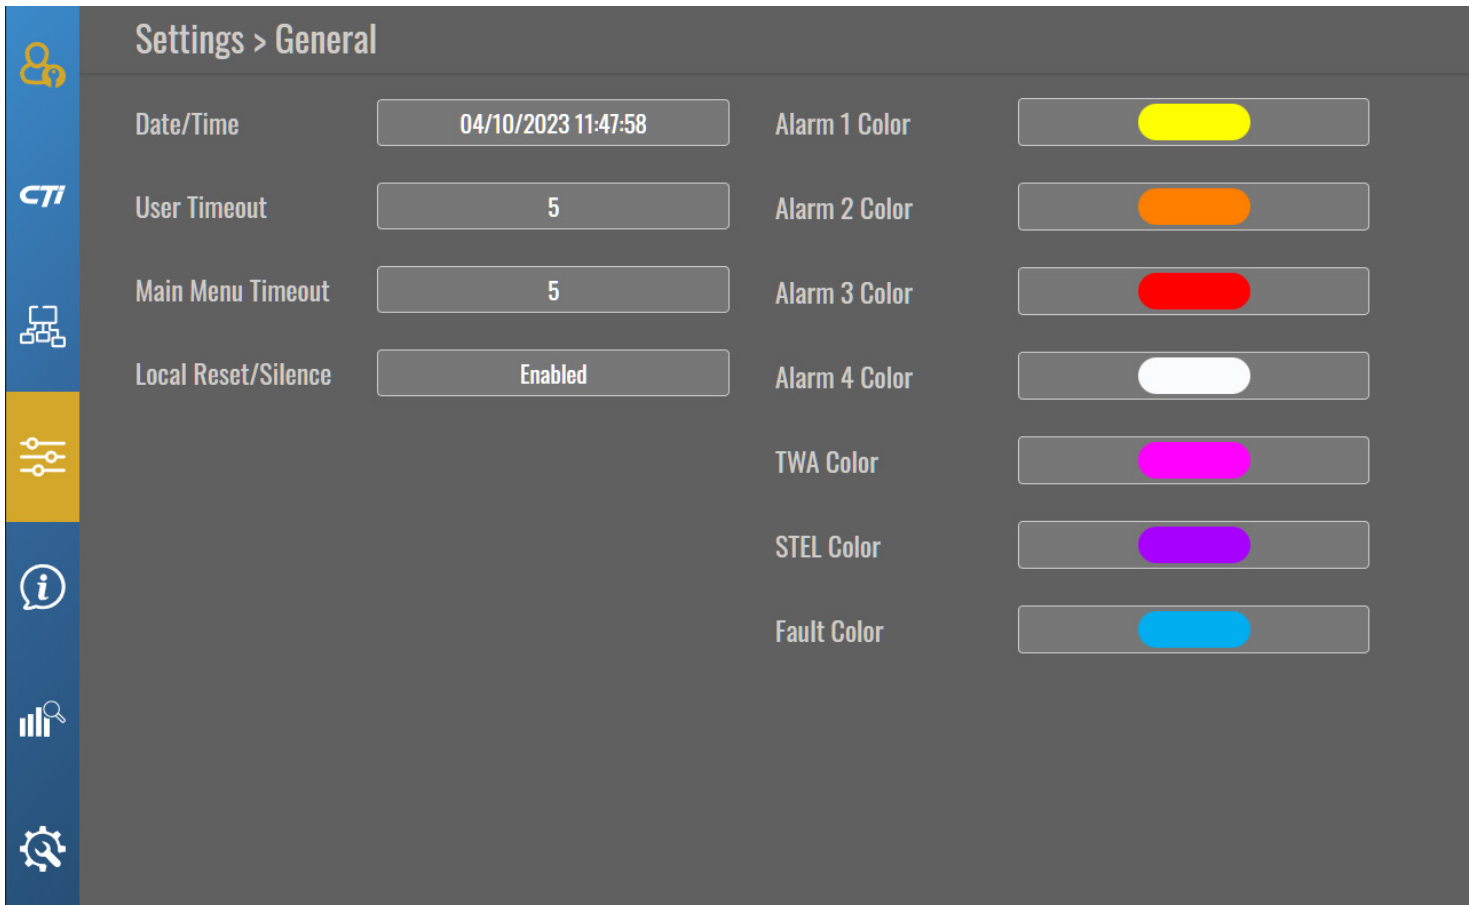 Settings > General
Date/Time
04/10/2023 11:47:58
User Timeout
5
Main Menu Timeout
5
Local Reset/Silence
Enabled
Alarm 1 Color
Alarm 2 Color
Alarm 3 Color
Alarm 4 Color
TWA Color
STEL Color
Fault Color
CTi
i